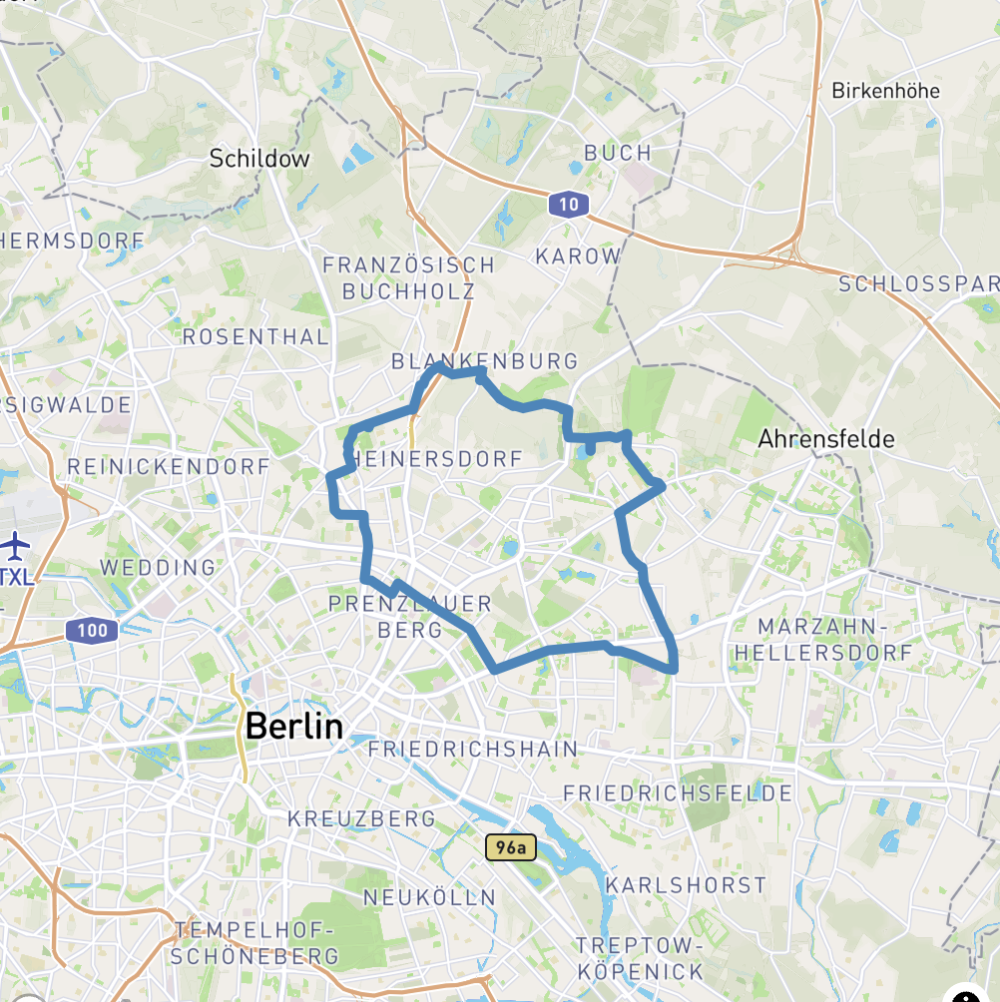 Birkenhöhe
BUCH
Schildow
10
HERMSDORF
KAROW
FRANZÖSISCH
BUCHHOLZ
SCHLOSSPAR
ROSENTHAL
BLANKENBURG
RSIGWALDE
Ahrensfelde
HEINERSDORF
REINICKENDORF
TXL
WEDDING
PRENZLAUER
BERG
100
MARZAHN-
HELLERSDORF
Berlin
FRIEDRICHSHAIN
FRIEDRICHSFELDE
KREUZBERG
96a
KARLSHORST
NEUKÖLLN
TEMPELHOF-
SCHÖNEBERG
TREPTOW-
KÖPENICK